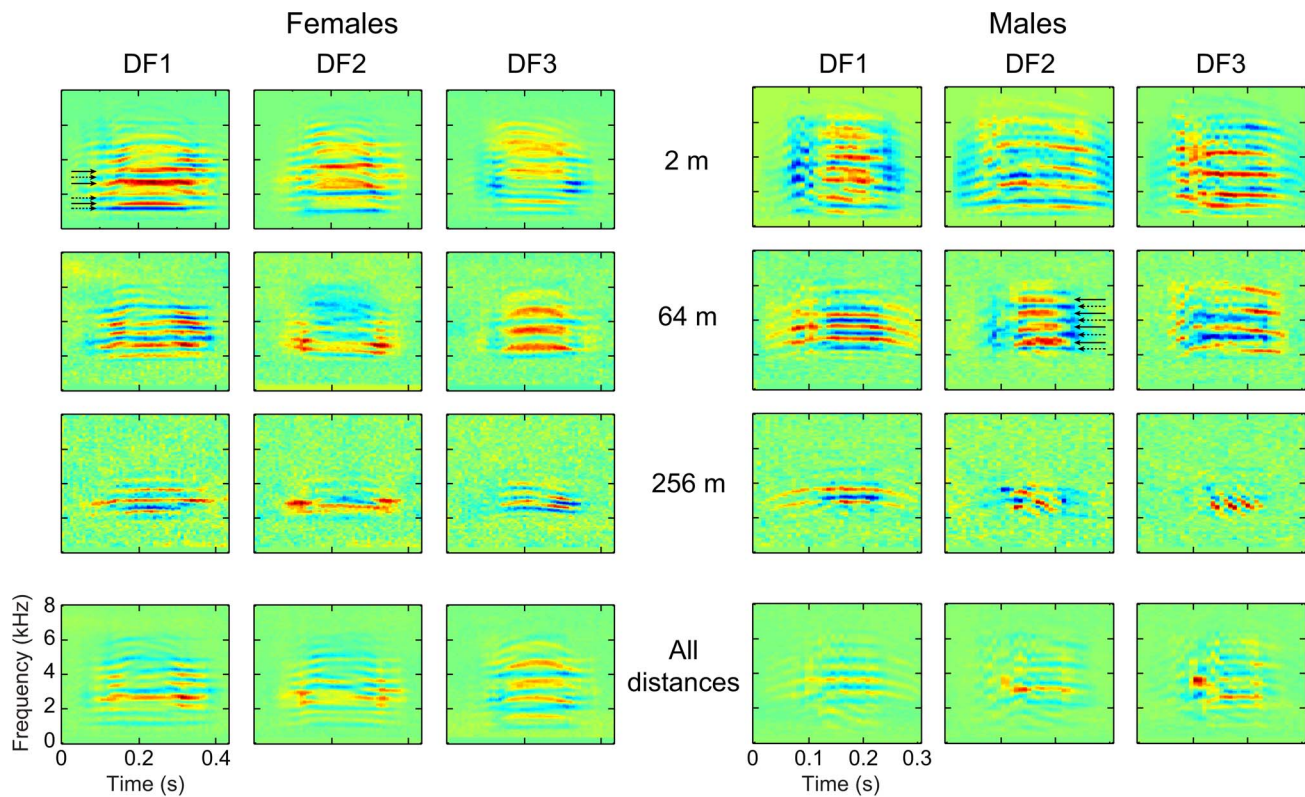 Females Males
DF1 DF2 DF3 DF1 DF2 DF3
2 m
64 m
256 m
All
distances
Frequency (kHz)
8
6
4
2
0
0 0.2 0.4
Time (s)
0 0.1 0.2 0.3
Time (s)